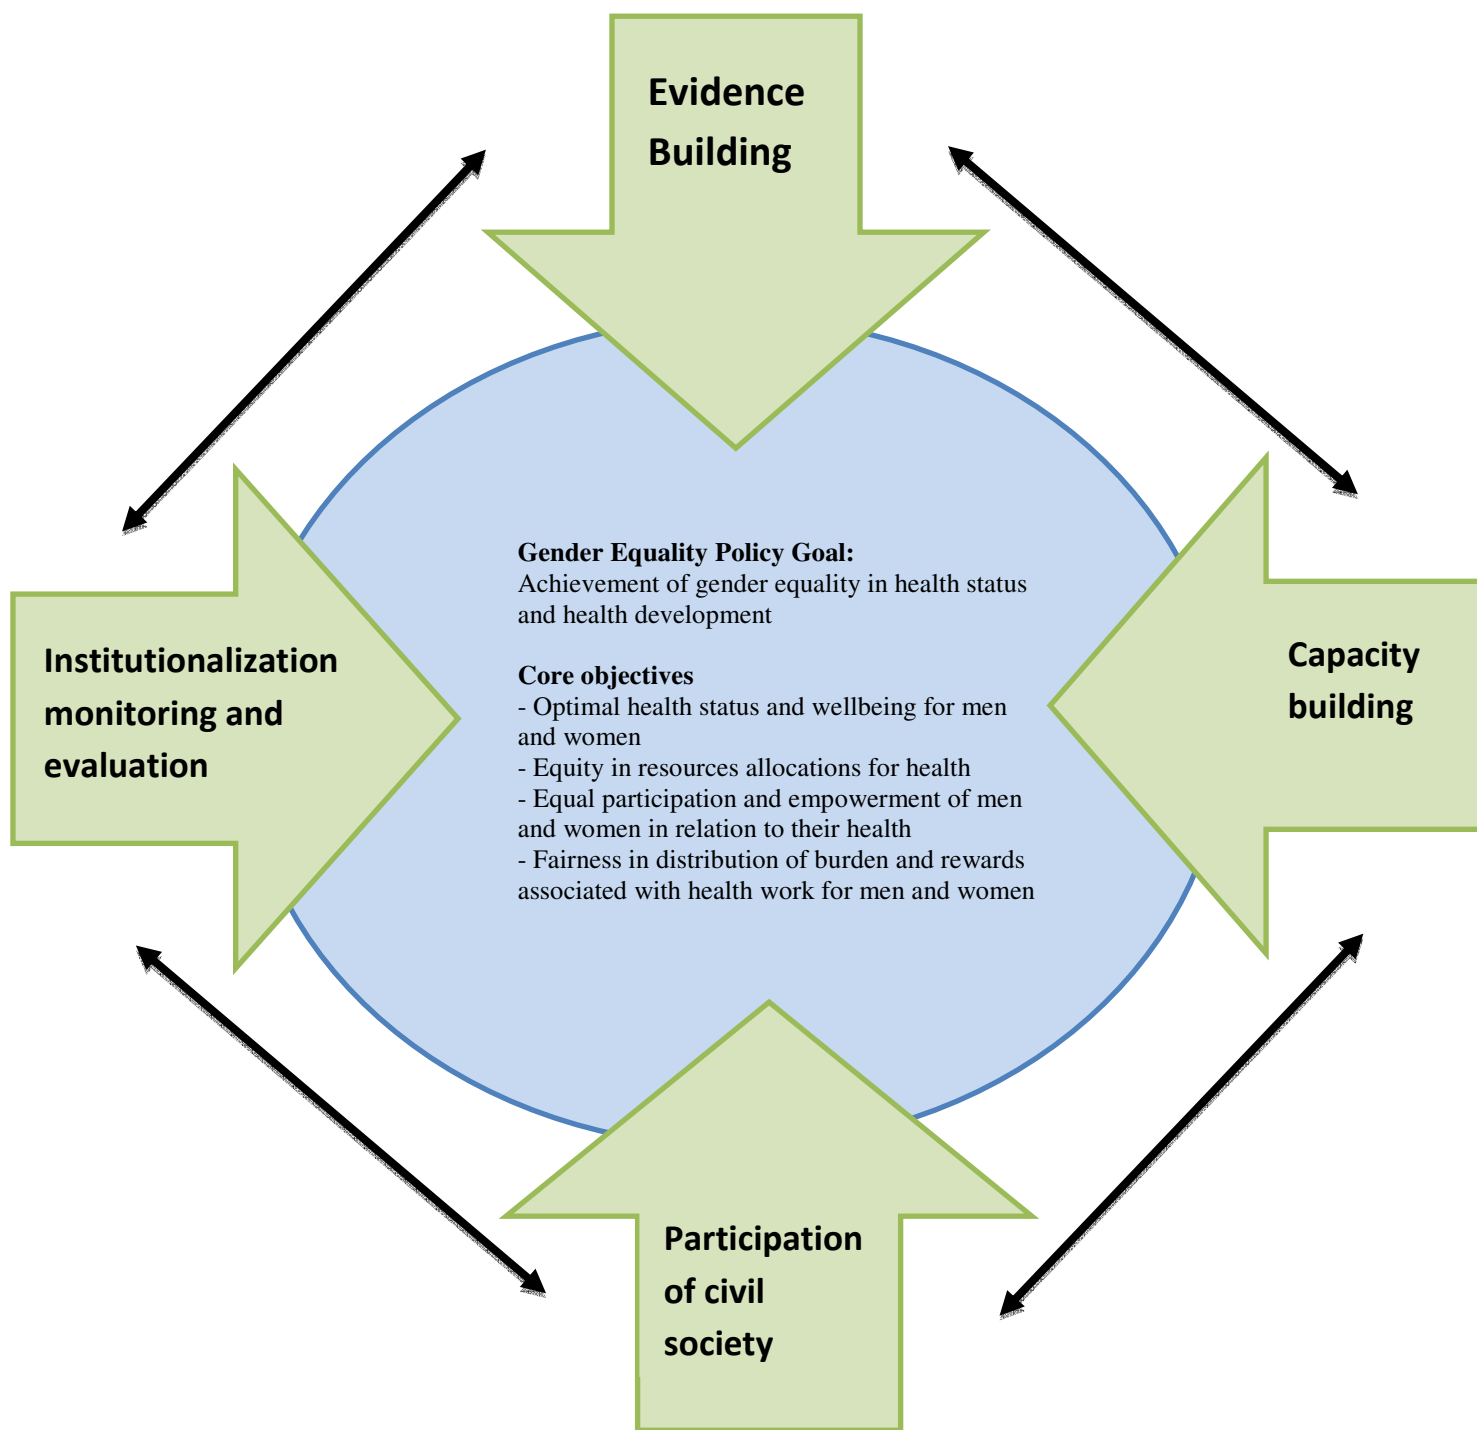 Evidence
Building
Gender Equality Policy Goal:
Achievement of gender equality in health status
and health development
Core objectives
- Optimal health status and wellbeing for men
and women
- Equity in resources allocations for health
- Equal participation and empowerment of men
and women in relation to their health
- Fairness in distribution of burden and rewards
associated with health work for men and women
Institutionalization
monitoring and
evaluation
Capacity
building
Participation
of civil
society